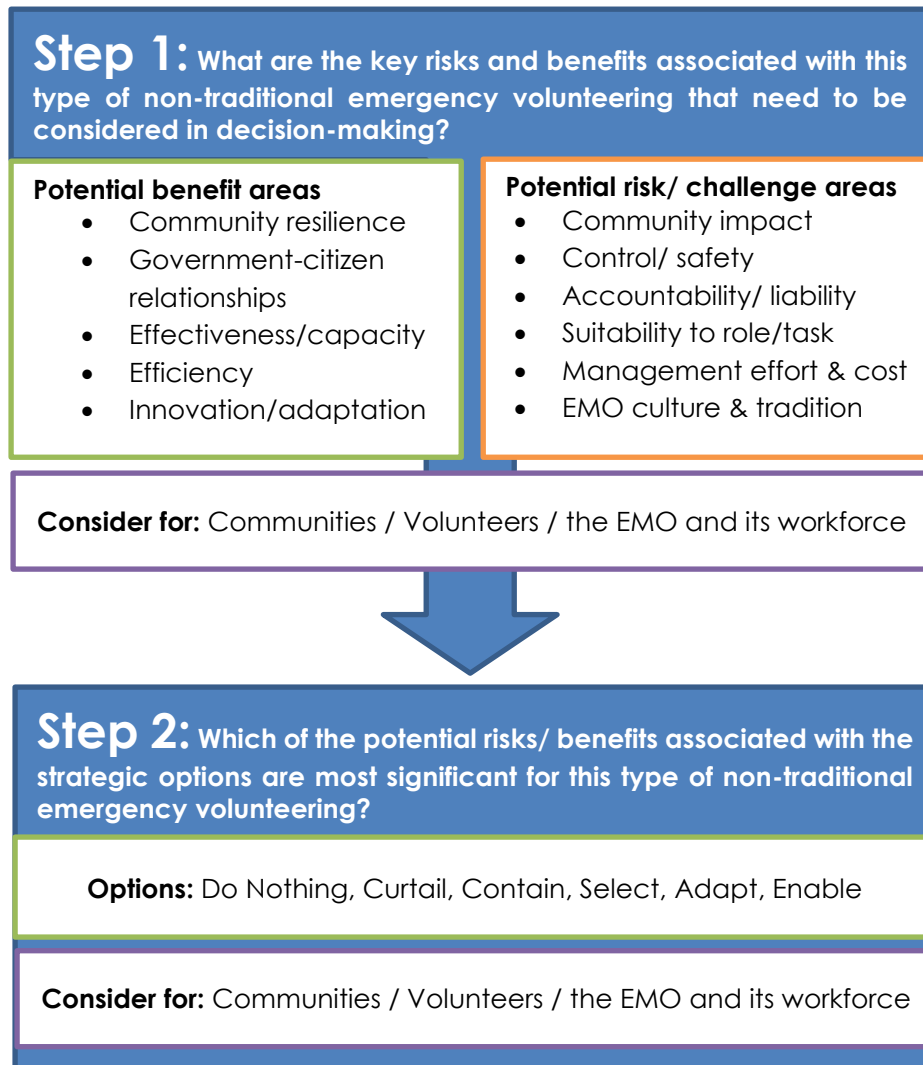 Step 1: What are the key risks and benefits associated with this
type of non-traditional emergency volunteering that need to be
considered in decision-making?
Potential benefit areas
• Community resilience
• Government-citizen
relationships
• Effectiveness/capacity
• Efficiency
• Innovation/adaptation
Potential risk/ challenge areas
• Community impact
• Control/ safety
• Accountability/ liability
• Suitability to role/task
• Management effort & cost
• EMO culture & tradition
Consider for: Communities / Volunteers / the EMO and its workforce
Step 2: Which of the potential risks/ benefits associated with the
strategic options are most significant for this type of non-traditional
emergency volunteering?
Options: Do Nothing, Curtail, Contain, Select, Adapt, Enable
Consider for: Communities / Volunteers / the EMO and its workforce